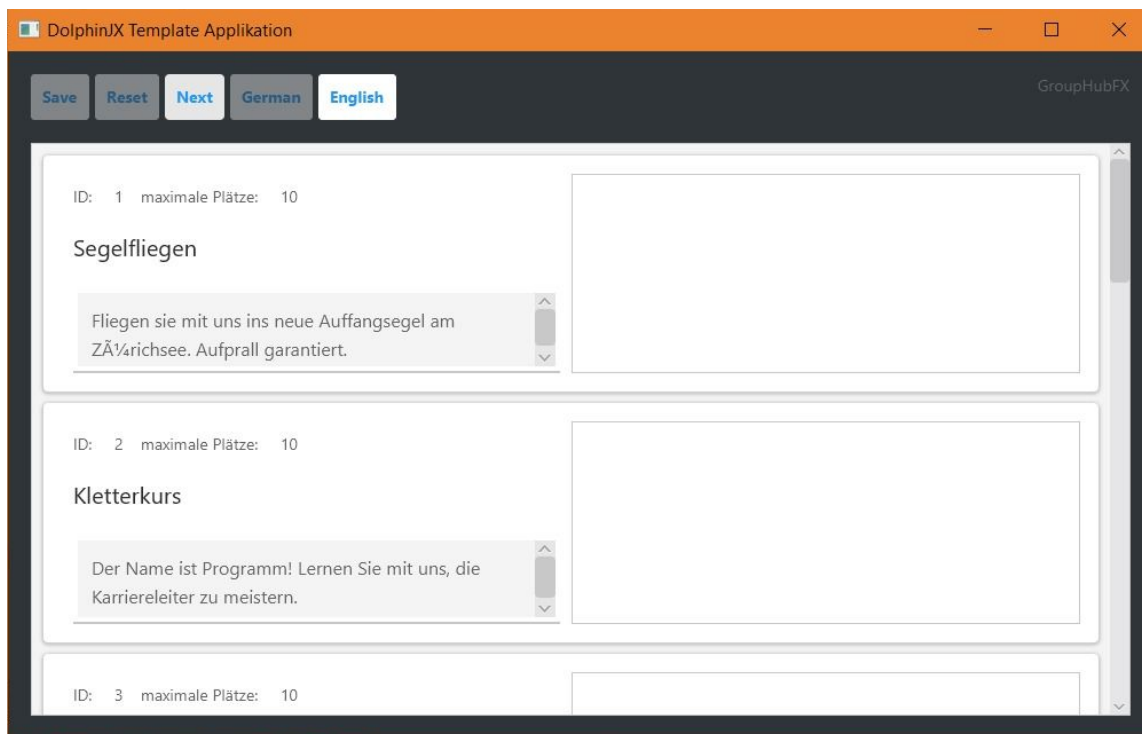 DolphinJX Template Applikation
Save Reset Next German English
GroupHubFX
ID: 1 maximale Plätze: 10
Segelfliegen
Fliegen sie mit uns ins neue Auffangsegel am
ZÃ¼richsee. Aufprall garantiert.
ID: 2 maximale Plätze: 10
Kletterkurs
Der Name ist Programm! Lernen Sie mit uns, die
Karriereleiter zu meistern.
ID: 3 maximale Plätze: 10